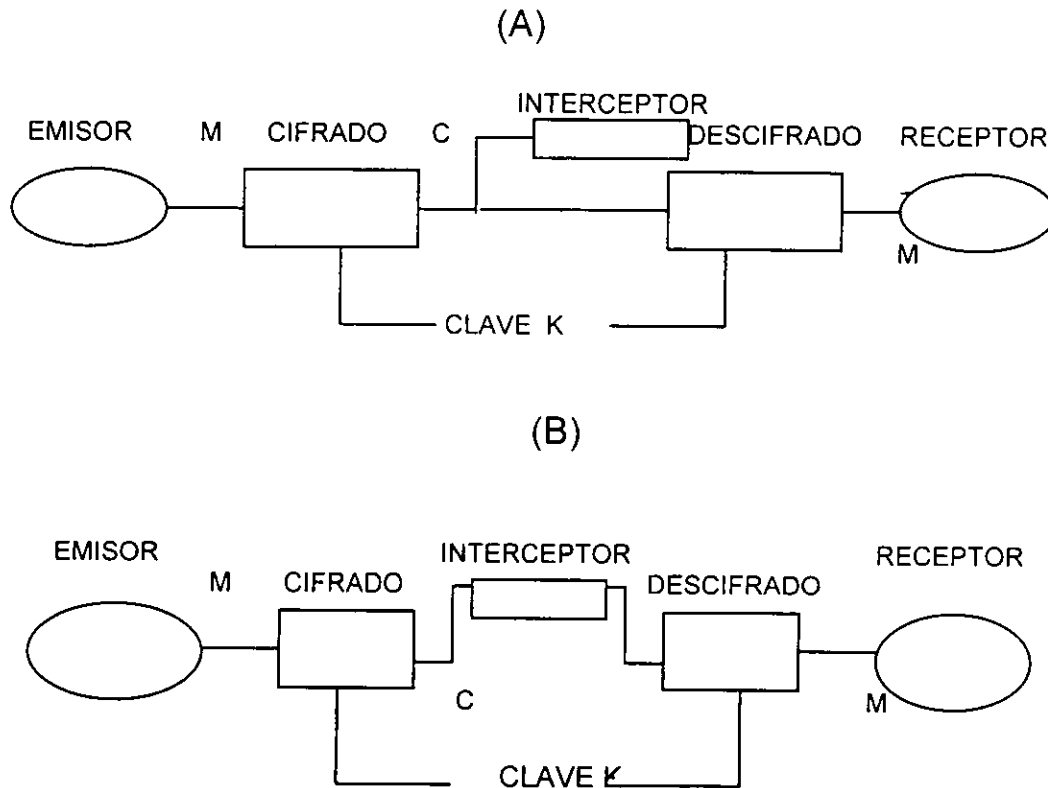 (A)
INTERCEPTOR
EMISOR M CIFRADO C DESCIFRADO RECEPTOR
M
CLAVE K
(B)
EMISOR INTERCEPTOR RECEPTOR
M CIFRADO DESCIFRADO
C M
CLAVE K